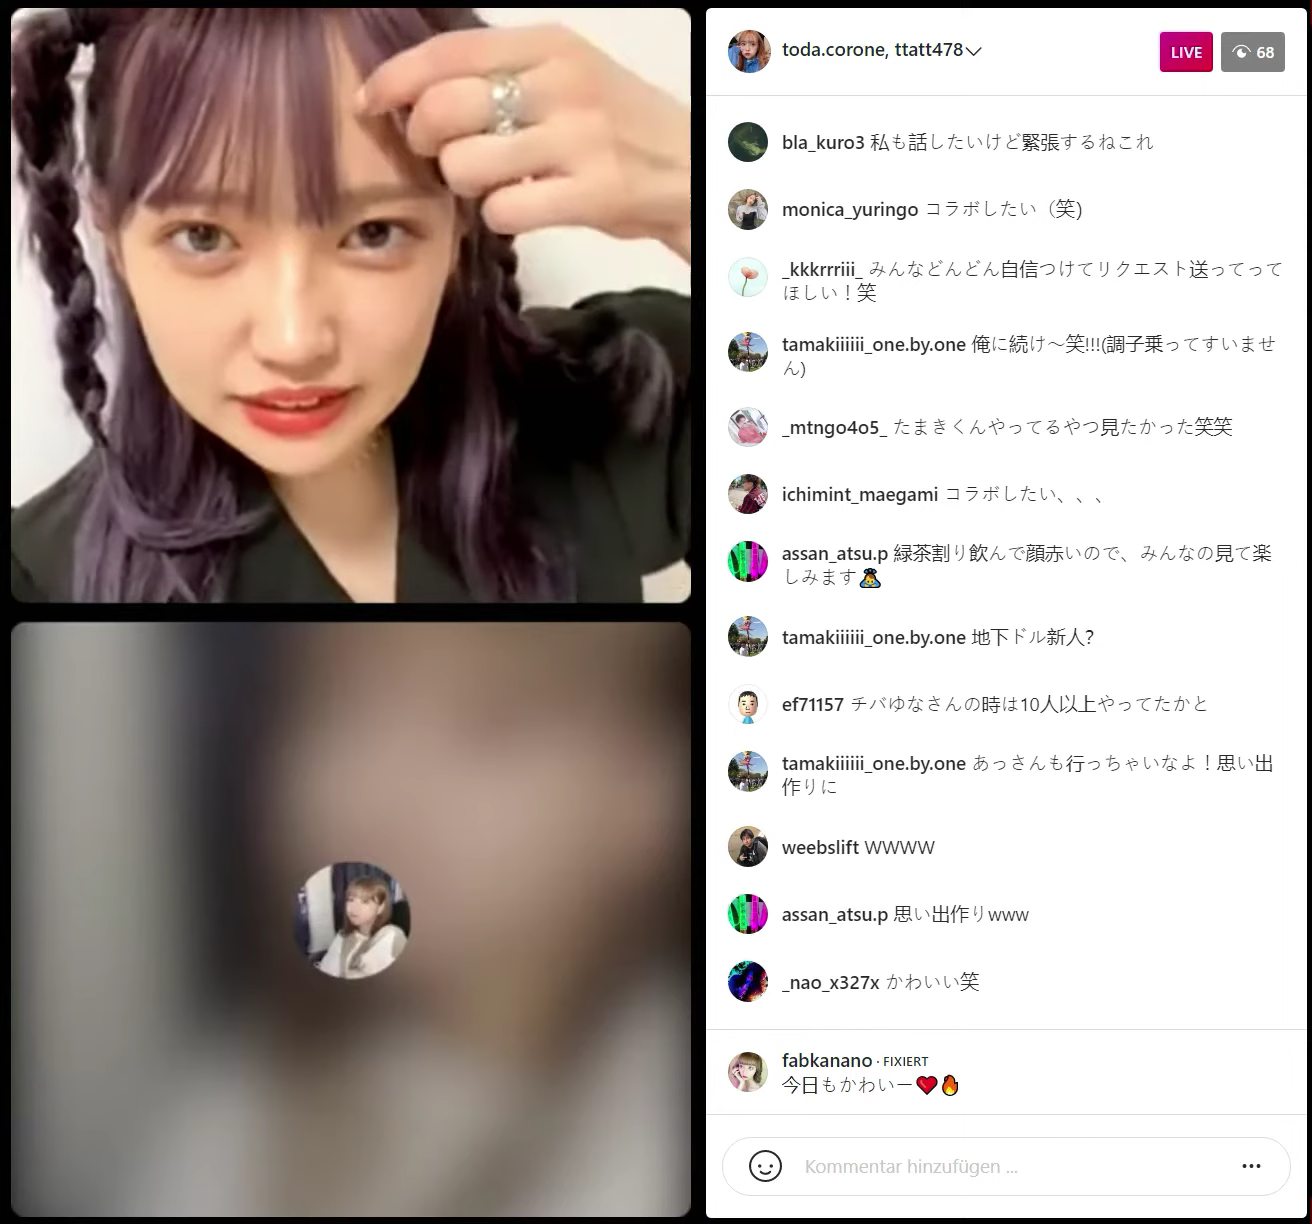 toda.corone, ttatt478
LIVE
68
bla_kuro3 私も話したいけど緊張するねこれ
monica_yuringo コラボしたい（笑)
_kkkrrriii_ みんなどんどん自信つけてリクエスト送ってって
ほしい！笑
tamakiiiiii_one.by.one 俺に続け〜笑!!!(調子乗ってすいませ
ん)
_mtngo4o5_ たまきくんやってるやつ見たかった笑笑
ichimint_maegami コラボしたい、、、
assan_atsu.p 緑茶割り飲んで顔赤いので、みんなの見て楽
しみます🙇
tamakiiiiii_one.by.one 地下ドル新人?
ef71157 チバゆなさんの時は10人以上やってたかと
tamakiiiiii_one.by.one あっさんも行っちゃいなよ！思い出
作りに
weebslift WWWW
assan_atsu.p 思い出作りwww
_nao_x327x かわいい笑
fabkanano · FIXIERT
今日もかわいー❤️🔥
Kommentar hinzufügen ...